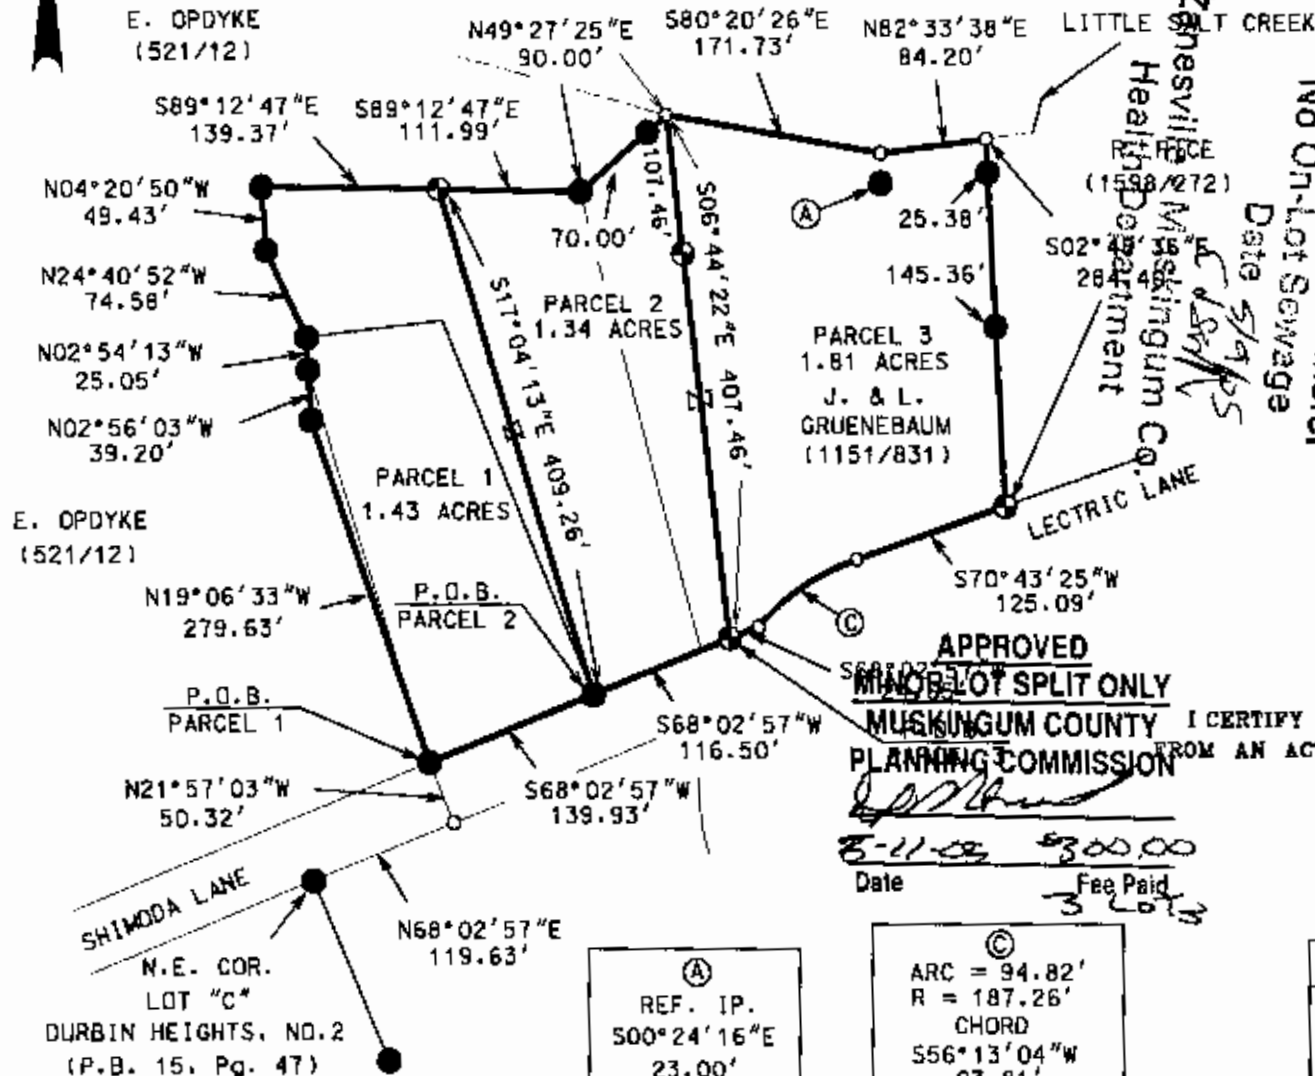 E. OPDYKE
(521/12)
N49°27'25"E
90.00'
S80°20'26"E
171.73'
N82°33'38"E
84.20'
LITTLE SALT CREEK
S89°12'47"E
139.37'
S89°12'47"E
111.99'
N04°20'50"W
49.43'
N24°40'52"W
74.58'
N02°54'13"W
25.05'
N02°56'03"W
39.20'
E. OPDYKE
(521/12)
N19°06'33"W
279.63'
P.O.B.
PARCEL 1
N21°57'03"W
50.32'
SHIMODA LANE
N.E. COR.
LOT "C"
DURBIN HEIGHTS, NO.2
(P.B. 15, Pg. 47)
N68°02'57"E
119.63'
S68°02'57"W
139.93'
S68°02'57"W
116.50'
PARCEL 1
1.43 ACRES
P.O.B.
PARCEL 2
S17°04'13"E 409.26'
70.00'
107.46'
PARCEL 2
1.34 ACRES
S06°44'22"E 407.46'
A
25.38'
145.36'
(1598/272)
PARCEL 3
1.81 ACRES
J. & L.
GRUENEBAUM
(1151/831)
LECTRIC LANE
S70°43'25"W
125.09'
C
APPROVED
MINOR LOT SPLIT ONLY
MUSKINGUM COUNTY
PLANNING COMMISSION
$300.00
Date Fee Paid
3 Lots
I CERTIFY
FROM AN AC
No On-Lot Sewage
Date
Zanesville Muskingum Co.
Health Department
A
REF. IP.
S00°24'16"E
23.00'
C
ARC = 94.82'
R = 187.26'
CHORD
S56°13'04"W